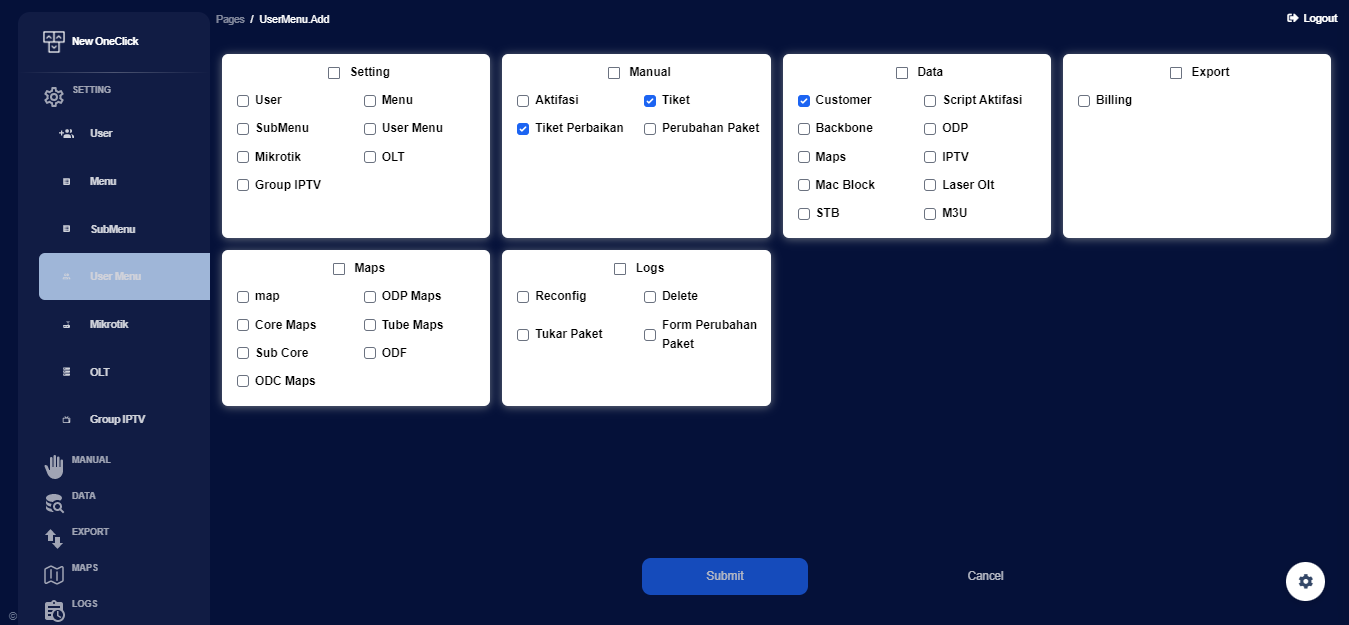 New OneClick
SETTING
User
Menu
SubMenu
User Menu
Mikrotik
OLT
Group IPTV
MANUAL
DATA
EXPORT
MAPS
LOGS
©
Pages / UserMenu.Add
Logout
Setting
User Menu
SubMenu User Menu
Mikrotik OLT
Group IPTV
Manual
Aktifasi Tiket
Tiket Perbaikan Perubahan Paket
Data
Customer Script Aktifasi
Backbone ODP
Maps IPTV
Mac Block Laser Olt
STB M3U
Export
Billing
Maps
map ODP Maps
Core Maps Tube Maps
Sub Core ODF
ODC Maps
Logs
Reconfig Delete
Tukar Paket Form Perubahan
Paket
Submit Cancel